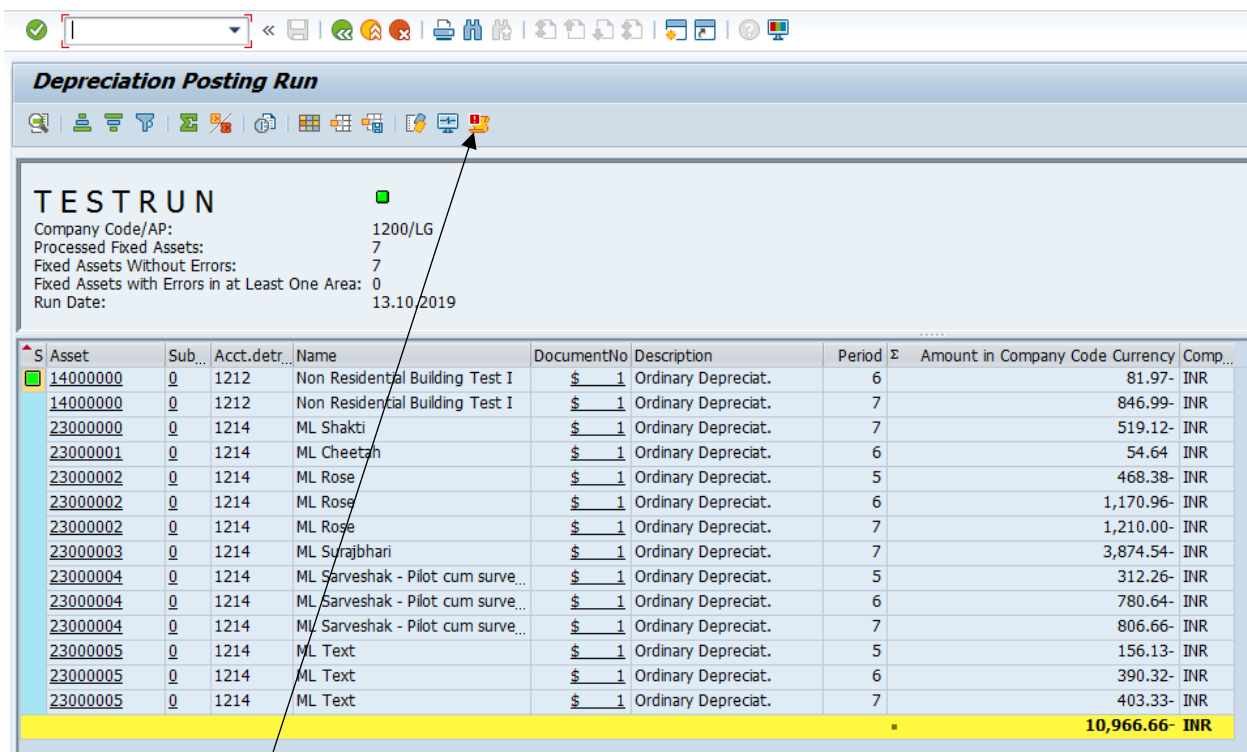 Depreciation Posting Run
TESTRUN
Company Code/AP: 1200/LG
Processed Fixed Assets: 7
Fixed Assets Without Errors: 7
Fixed Assets with Errors in at Least One Area: 0
Run Date: 13.10.2019
S Asset Sub... Acct.detr... Name DocumentNo Description Period Σ Amount in Company Code Currency Comp...
14000000 0 1212 Non Residential Building Test I $ 1 Ordinary Depreciat. 6 81.97- INR
14000000 0 1212 Non Residential Building Test I $ 1 Ordinary Depreciat. 7 846.99- INR
23000000 0 1214 ML Shakti $ 1 Ordinary Depreciat. 7 519.12- INR
23000001 0 1214 ML Cheetah $ 1 Ordinary Depreciat. 6 54.64 INR
23000002 0 1214 ML Rose $ 1 Ordinary Depreciat. 5 468.38- INR
23000002 0 1214 ML Rose $ 1 Ordinary Depreciat. 6 1,170.96- INR
23000002 0 1214 ML Rose $ 1 Ordinary Depreciat. 7 1,210.00- INR
23000003 0 1214 ML Surajbhari $ 1 Ordinary Depreciat. 7 3,874.54- INR
23000004 0 1214 ML Sarveshak - Pilot cum surve... $ 1 Ordinary Depreciat. 5 312.26- INR
23000004 0 1214 ML Sarveshak - Pilot cum surve... $ 1 Ordinary Depreciat. 6 780.64- INR
23000004 0 1214 ML Sarveshak - Pilot cum surve... $ 1 Ordinary Depreciat. 7 806.66- INR
23000005 0 1214 ML Text $ 1 Ordinary Depreciat. 5 156.13- INR
23000005 0 1214 ML Text $ 1 Ordinary Depreciat. 6 390.32- INR
23000005 0 1214 ML Text $ 1 Ordinary Depreciat. 7 403.33- INR
10,966.66- INR